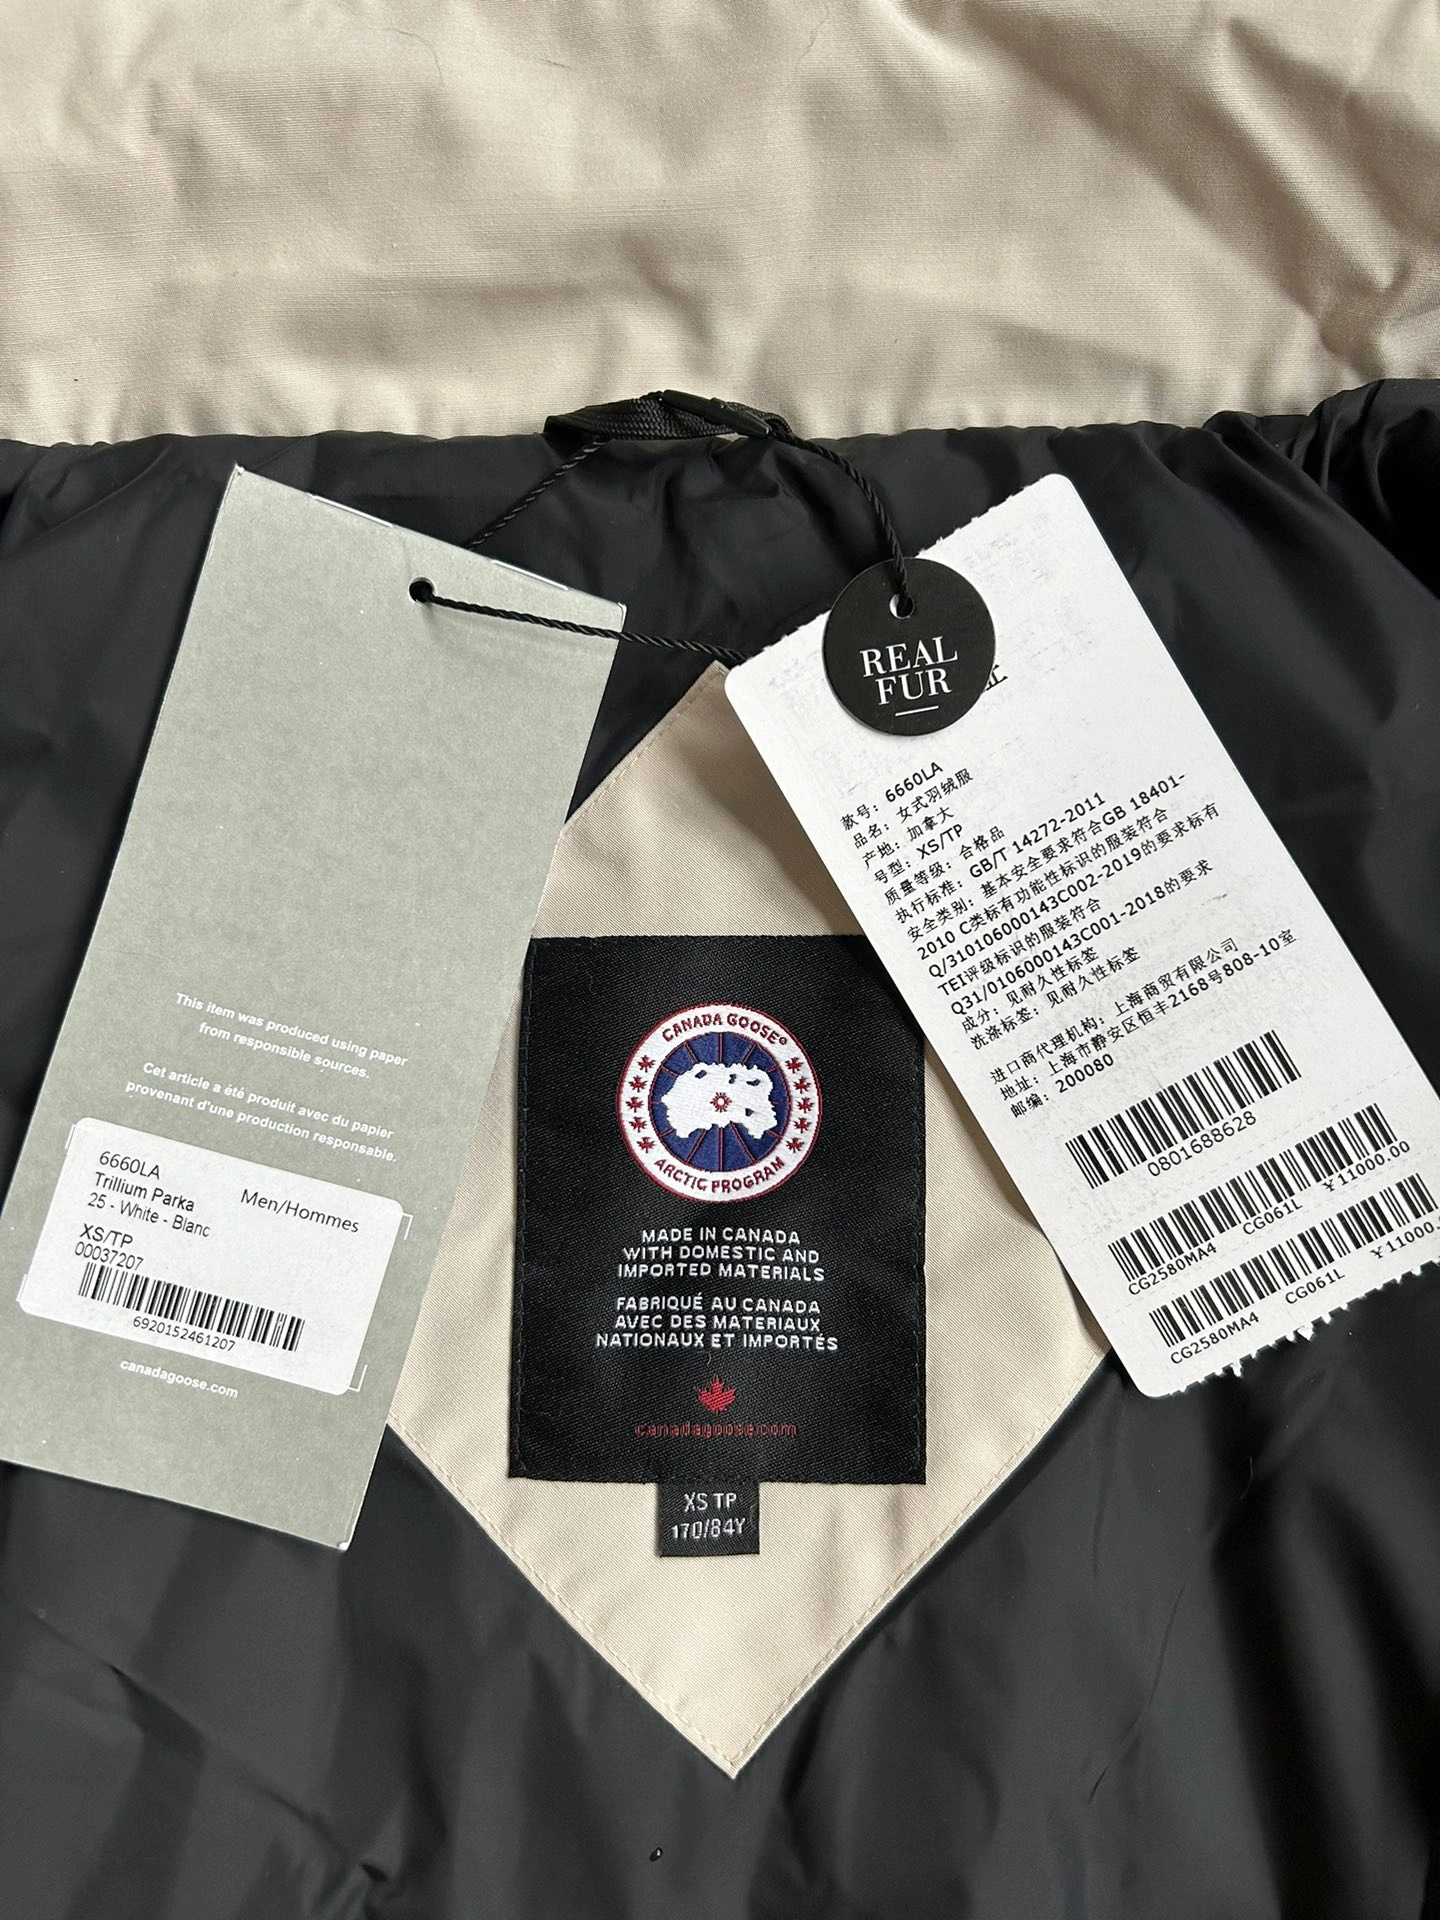 REAL
FUR
证
款号: 6660LA
品名: 女式羽绒服
产地: 加拿大
号型: XS/TP
质量等级: 合格品
执行标准: GB/T 14272-2011
安全类别: 基本安全要求符合GB 18401-
2010 C类标有功能性标识的服装符合
Q/310106000143C002-2019的要求标有
TEI评级标识的服装符合
Q31/0106000143C001-2018的要求
成分: 见耐久性标签
洗涤标签: 见耐久性标签
进口商代理机构: 上海商贸有限公司
地址: 上海市静安区恒丰2168号808-10室
邮编: 200080
0801688628
CG2580MA4 CG061L ¥11000.00
CG2580MA4 CG061L ¥11000.
This item was produced using paper
from responsible sources.
Cet article a été produit avec du papier
provenant d'une production responsable.
6660LA
Trillium Parka Men/Hommes
25 - White - Blanc
XS/TP
00037207
6920152461207
canadagoose.com
CANADA GOOSE®
ARCTIC PROGRAM
MADE IN CANADA
WITH DOMESTIC AND
IMPORTED MATERIALS
FABRIQUÉ AU CANADA
AVEC DES MATERIAUX
NATIONAUX ET IMPORTÉS
canadagoose.com
XS TP
170/84Y